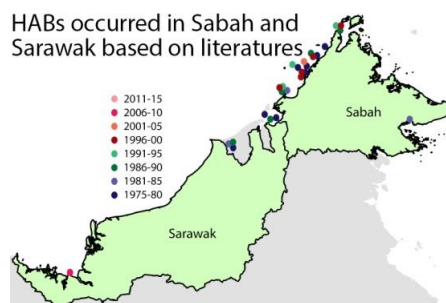 HABs occurred in Sabah and
Sarawak based on literatures
2011-15
2006-10
2001-05
1996-00
1991-95
1986-90
1981-85
1975-80
Sabah
Sarawak